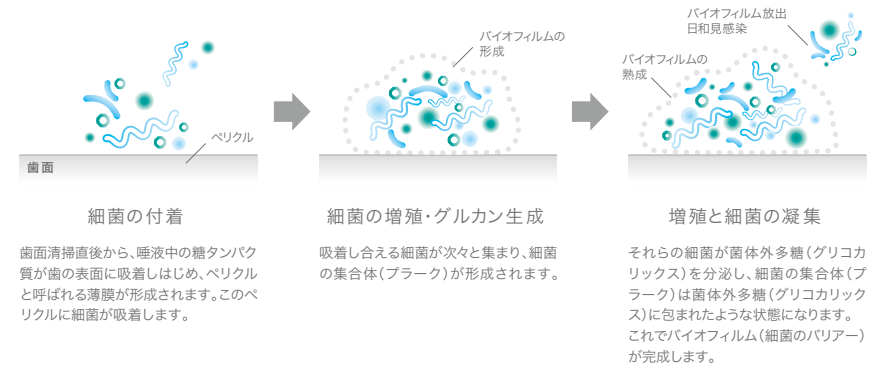 ペリクル
歯面
細菌の付着
歯面清掃直後から、唾液中の糖タンパク
質が歯の表面に吸着しはじめ、ペリクル
と呼ばれる薄膜が形成されます。このペ
リクルに細菌が吸着します。
バイオフィルムの
形成
細菌の増殖・グルカン生成
吸着し合える細菌が次々と集まり、細菌
の集合体（プラーク）が形成されます。
バイオフィルム放出
日和見感染
バイオフィルムの
熟成
増殖と細菌の凝集
それらの細菌が菌体外多糖（グリコカ
リックス）を分泌し、細菌の集合体（プ
ラーク）は菌体外多糖（グリコカリック
ス）に包まれたような状態になります。
これでバイオフィルム（細菌のバリアー）
が完成します。